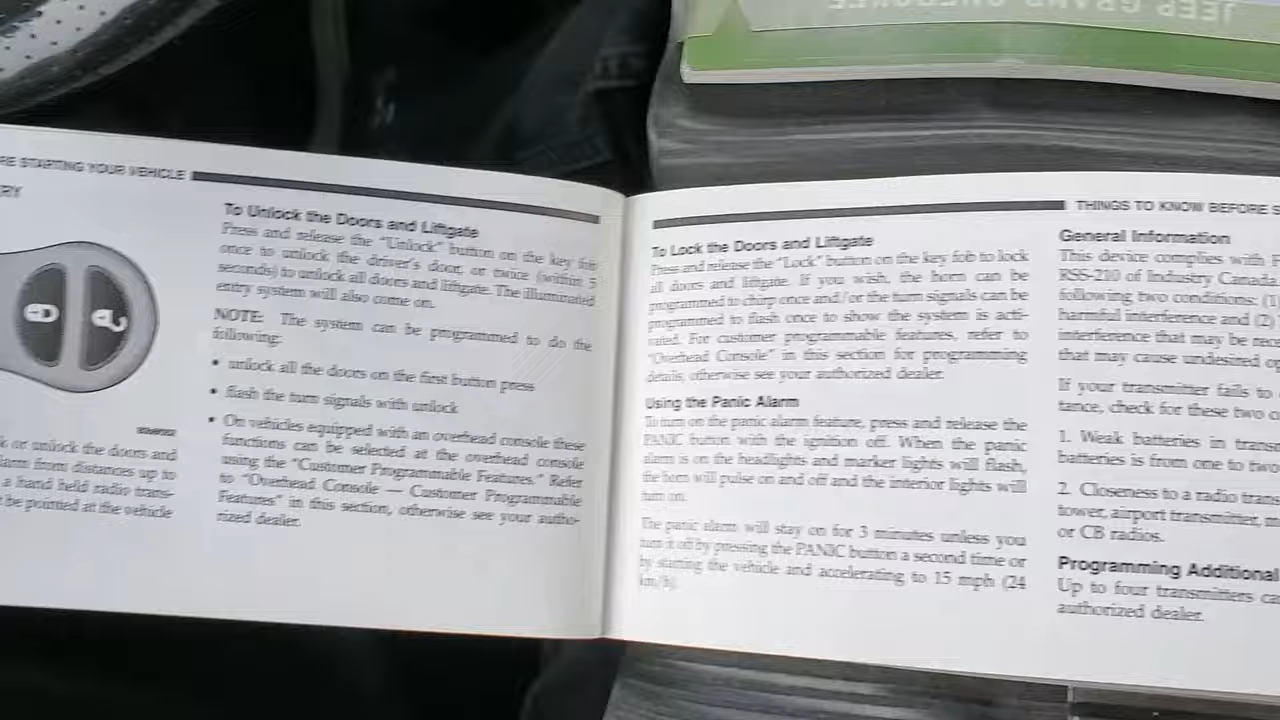 JEEP GRAND CHEROKEE
RE STARTING YOUR VEHICLE
RY
k or unlock the doors and
larm from distances up to
a hand held radio trans-
be pointed at the vehicle
To Unlock the Doors and Liftgate
Press and release the "Unlock" button on the key fob
once to unlock the driver's door, or twice (within 5
seconds) to unlock all doors and liftgate. The illuminated
entry system will also come on.
NOTE: The system can be programmed to do the
following:
• unlock all the doors on the first button press
• flash the turn signals with unlock
• On vehicles equipped with an overhead console these
functions can be selected at the overhead console
using the "Customer Programmable Features." Refer
to "Overhead Console — Customer Programmable
Features" in this section, otherwise see your autho-
rized dealer.
THINGS TO KNOW BEFORE S
To Lock the Doors and Liftgate
Press and release the "Lock" button on the key fob to lock
all doors and liftgate. If you wish, the horn can be
programmed to chirp once and/or the turn signals can be
programmed to flash once to show the system is acti-
vated. For customer programmable features, refer to
"Overhead Console" in this section for programming
details, otherwise see your authorized dealer.
Using the Panic Alarm
To turn on the panic alarm feature, press and release the
PANIC button with the ignition off. When the panic
alarm is on the headlights and marker lights will flash,
the horn will pulse on and off and the interior lights will
turn on.
The panic alarm will stay on for 3 minutes unless you
turn it off by pressing the PANIC button a second time or
by starting the vehicle and accelerating to 15 mph (24
km/h).
General Information
This device complies with F
RSS-210 of Industry Canada.
following two conditions: (1
harmful interference and (2)
interference that may be rece
that may cause undesired op
If your transmitter fails to
tance, check for these two c
1. Weak batteries in trans
batteries is from one to two
2. Closeness to a radio trans
tower, airport transmitter, m
or CB radios.
Programming Additional
Up to four transmitters ca
authorized dealer.